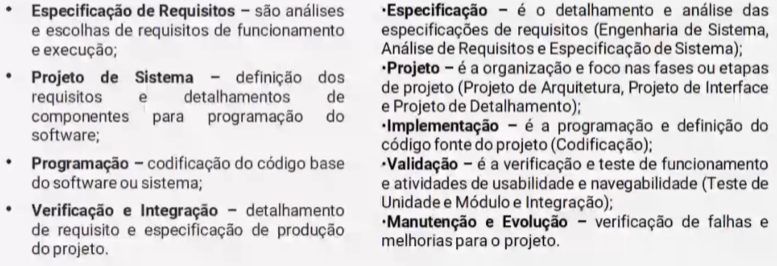 • Especificação de Requisitos – são análises
e escolhas de requisitos de funcionamento
e execução;
• Projeto de Sistema – definição dos
requisitos e detalhamentos de
componentes para programação do
software;
• Programação – codificação do código base
do software ou sistema;
• Verificação e Integração – detalhamento
de requisito e especificação de produção
do projeto.
•Especificação – é o detalhamento e análise das
especificações de requisitos (Engenharia de Sistema,
Análise de Requisitos e Especificação de Sistema);
•Projeto – é a organização e foco nas fases ou etapas
de projeto (Projeto de Arquitetura, Projeto de Interface
e Projeto de Detalhamento);
•Implementação – é a programação e definição do
código fonte do projeto (Codificação);
•Validação – é a verificação e teste de funcionamento
e atividades de usabilidade e navegabilidade (Teste de
Unidade e Módulo e Integração);
•Manutenção e Evolução – verificação de falhas e
melhorias para o projeto.